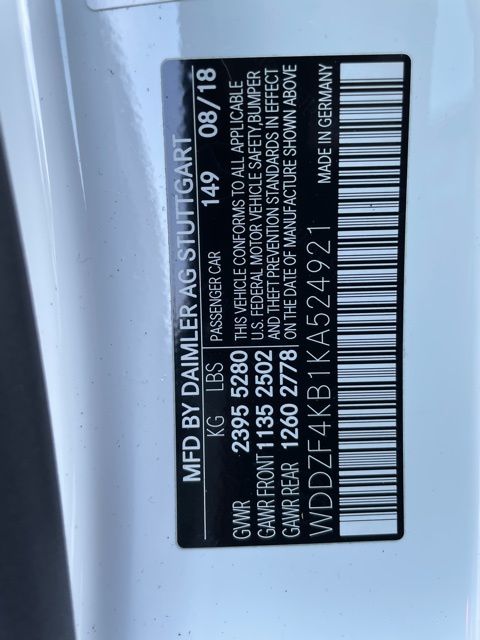 MFD BY DAIMLER AG STUTTGART
KG LBS PASSENGER CAR 149 08/18
GVWR 2395 5280 THIS VEHICLE CONFORMS TO ALL APPLICABLE
GAWR FRONT 1135 2502 U.S. FEDERAL MOTOR VEHICLE SAFETY,BUMPER
AND THEFT PREVENTION STANDARDS IN EFFECT
GAWR REAR 1260 2778 ON THE DATE OF MANUFACTURE SHOWN ABOVE
WDDZF4KB1KA524921 MADE IN GERMANY